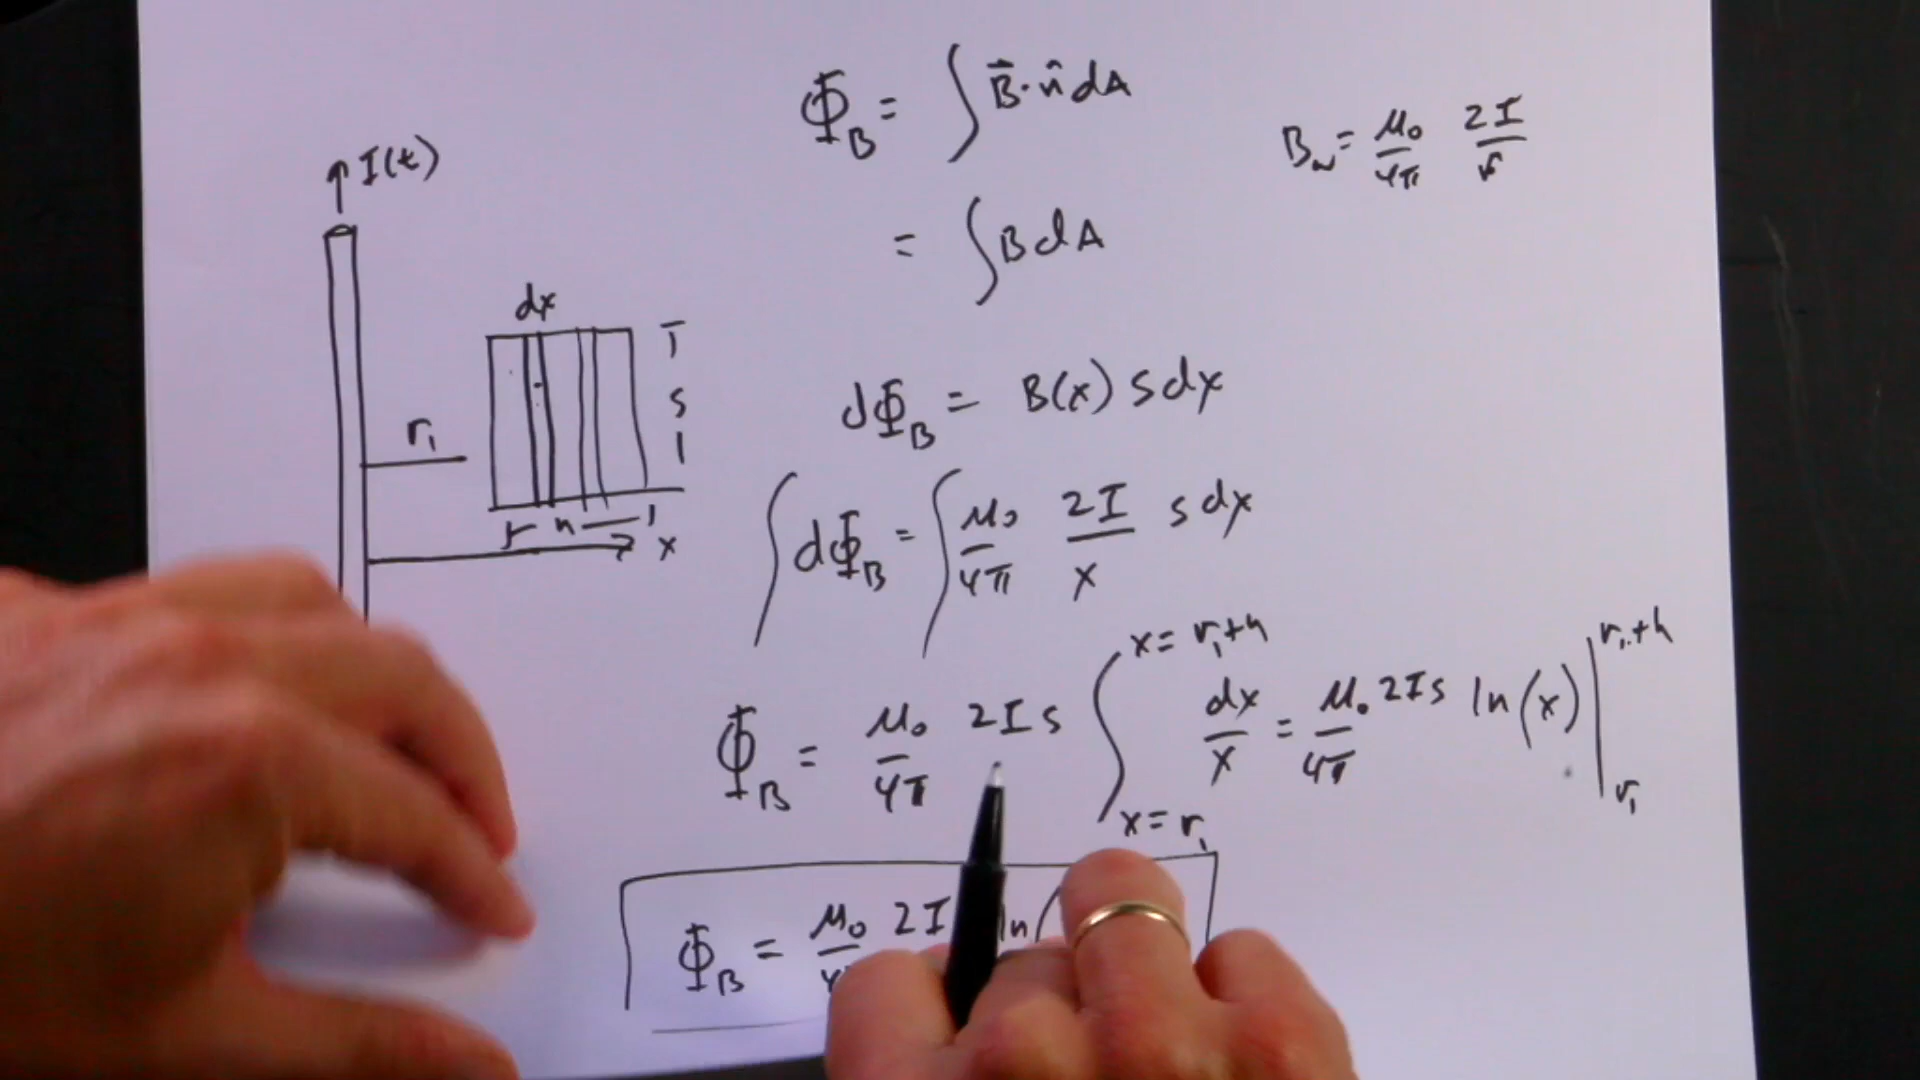 Φ_B = ∫ B⃗·n̂ dA
B_w = μ₀/4π 2I/r
↑ I(t)
= ∫ B dA
dx
dΦ_B = B(x) s dx
s
r₁
∫ dΦ_B = ∫ μ₀/4π 2I/x s dx
h
x
Φ_B = μ₀/4π 2Is ∫_{x=r₁}^{x=r₁+h} dx/x = μ₀/4π 2Is ln(x) |_{r₁}^{r₁+h}
Φ_B = μ₀ 2I ln(